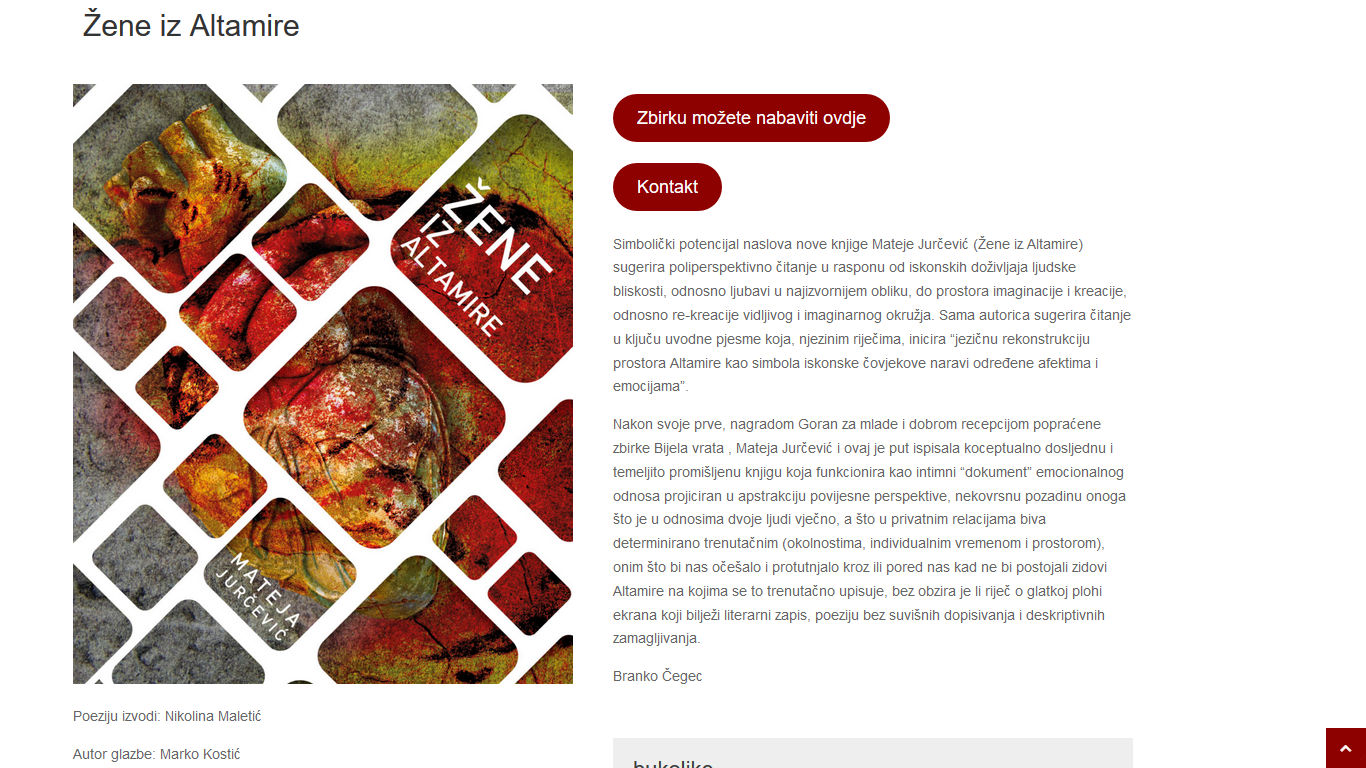 Žene iz Altamire
ŽENE
IZ
ALTAMIRE
MATEJA
JURČEVIĆ
Poeziju izvodi: Nikolina Maletić
Autor glazbe: Marko Kostić
Zbirku možete nabaviti ovdje
Kontakt
Simbolički potencijal naslova nove knjige Mateje Jurčević (Žene iz Altamire)
sugerira poliperspektivno čitanje u rasponu od iskonskih doživljaja ljudske
bliskosti, odnosno ljubavi u najizvornijem obliku, do prostora imaginacije i kreacije,
odnosno re-kreacije vidljivog i imaginarnog okružja. Sama autorica sugerira čitanje
u ključu uvodne pjesme koja, njezinim riječima, inicira “jezičnu rekonstrukciju
prostora Altamire kao simbola iskonske čovjekove naravi određene afektima i
emocijama”.
Nakon svoje prve, nagradom Goran za mlade i dobrom recepcijom popraćene
zbirke Bijela vrata , Mateja Jurčević i ovaj je put ispisala koceptualno dosljednu i
temeljito promišljenu knjigu koja funkcionira kao intimni “dokument” emocionalnog
odnosa projiciran u apstrakciju povijesne perspektive, nekovrsnu pozadinu onoga
što je u odnosima dvoje ljudi vječno, a što u privatnim relacijama biva
determinirano trenutačnim (okolnostima, individualnim vremenom i prostorom),
onim što bi nas očešalo i protutnjalo kroz ili pored nas kad ne bi postojali zidovi
Altamire na kojima se to trenutačno upisuje, bez obzira je li riječ o glatkoj plohi
ekrana koji bilježi literarni zapis, poeziju bez suvišnih dopisivanja i deskriptivnih
zamagljivanja.
Branko Čegec
bukolike